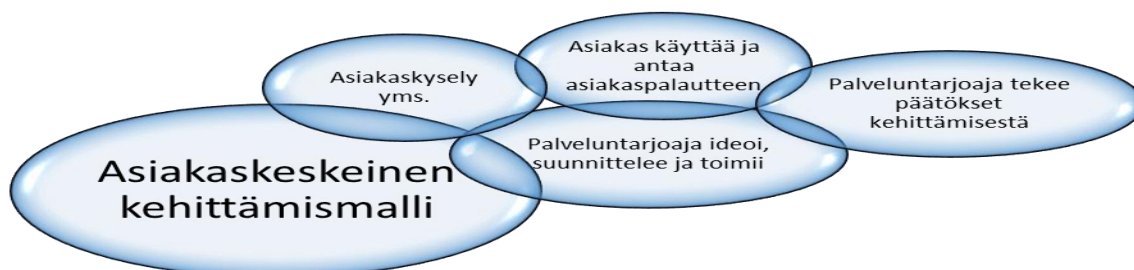 Asiakaskeskeinen
kehittämismalli
Asiakaskysely
yms.
Palveluntarjoaja ideoi,
suunnittelee ja toimii
Asiakas käyttää ja
antaa
asiakaspalautteen
Palveluntarjoaja tekee
päätökset
kehittämisestä